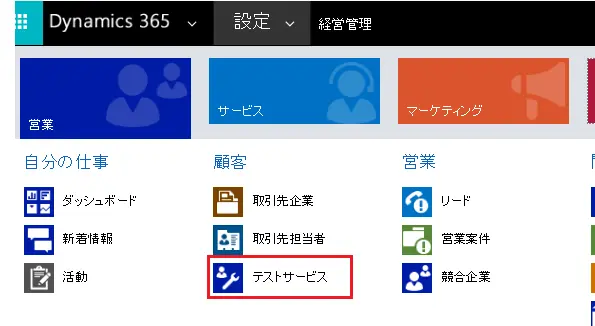 Dynamics 365 設定 経営管理
営業 サービス マーケティング
自分の仕事 顧客 営業
ダッシュボード 取引先企業 リード
新着情報 取引先担当者 営業案件
活動 テストサービス 競合企業